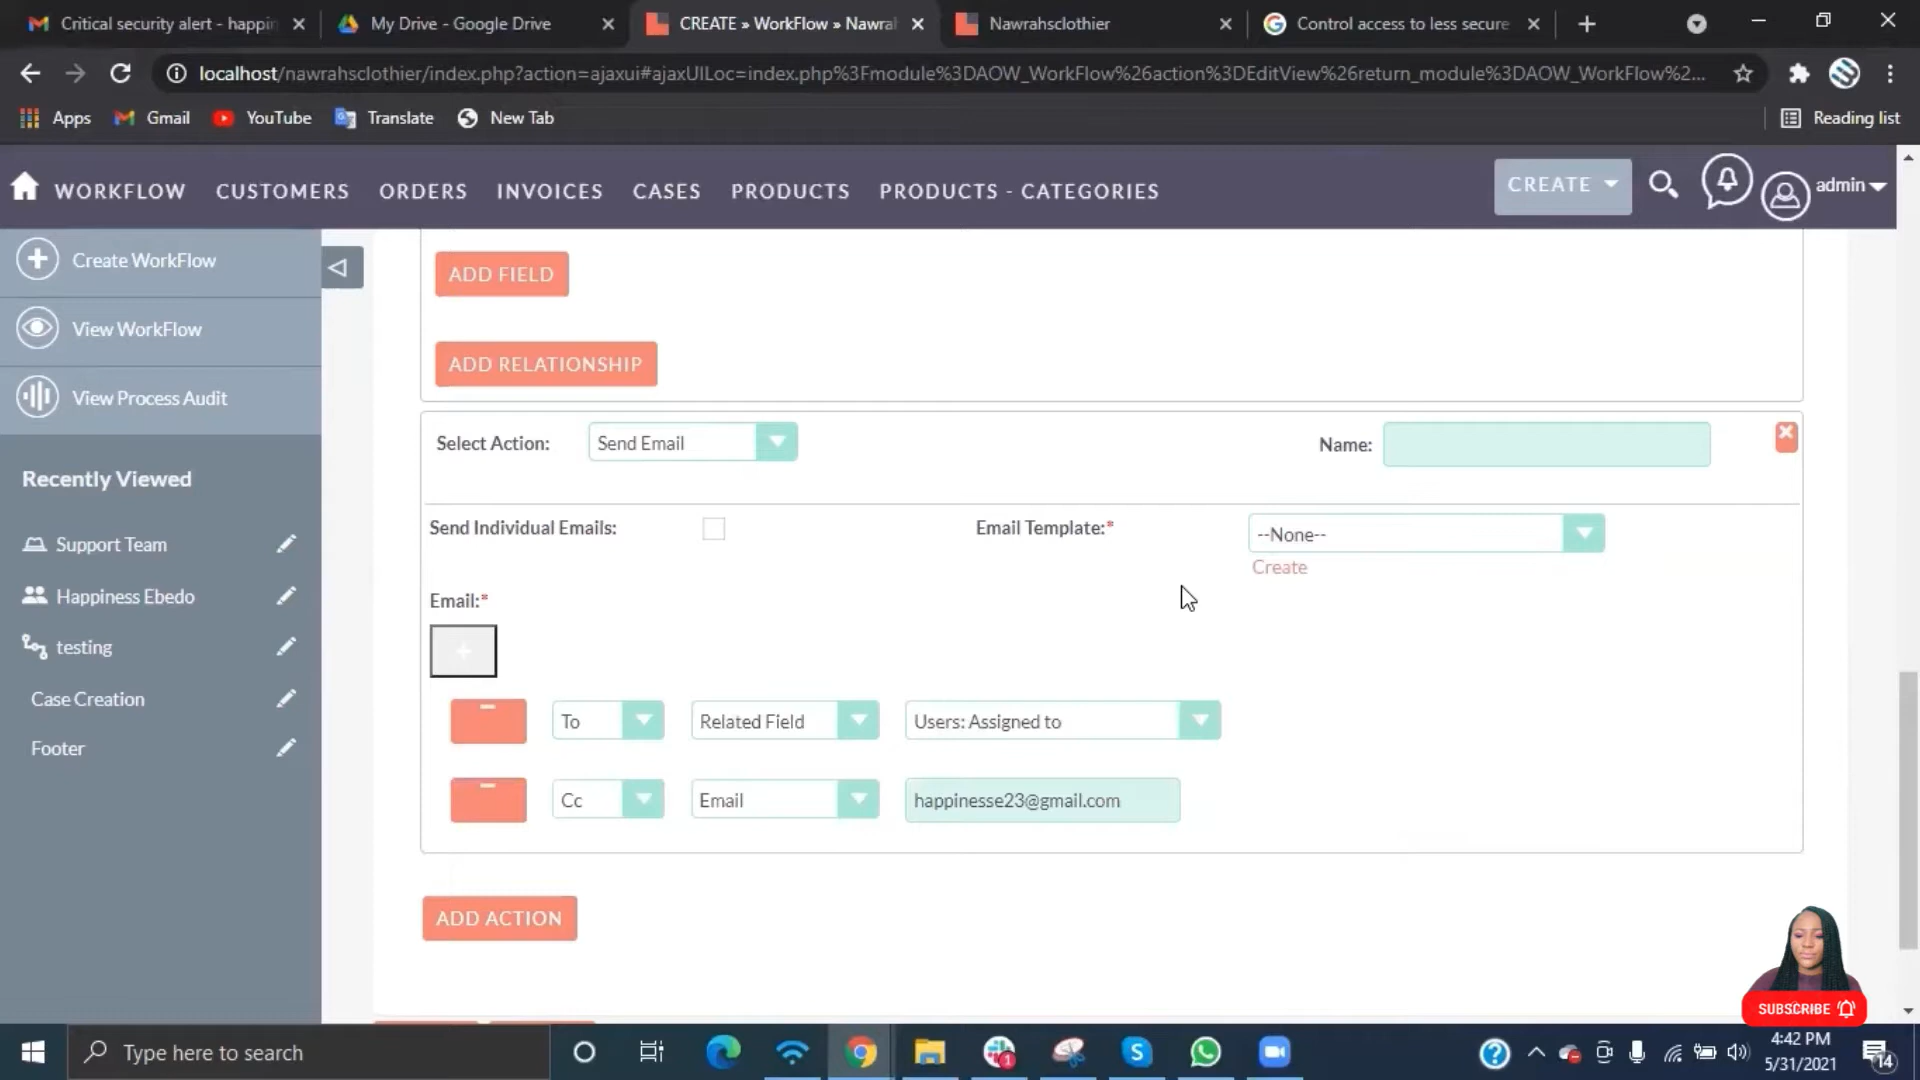 Critical security alert - happin
My Drive - Google Drive
CREATE » WorkFlow » Nawrah
Nawrahsclothier
Control access to less secure
localhost/nawrahsclothier/index.php?action=ajaxui#ajaxUILoc=index.php%3Fmodule%3DAOW_WorkFlow%26action%3DEditView%26return_module%3DAOW_WorkFlow%2...
Apps
Gmail
YouTube
Translate
New Tab
Reading list
WORKFLOW
CUSTOMERS
ORDERS
INVOICES
CASES
PRODUCTS
PRODUCTS - CATEGORIES
CREATE
admin
Create WorkFlow
View WorkFlow
View Process Audit
Recently Viewed
Support Team
Happiness Ebedo
testing
Case Creation
Footer
ADD FIELD
ADD RELATIONSHIP
Select Action:
Send Email
Name:
Send Individual Emails:
Email Template:*
--None--
Create
Email:*
To
Related Field
Users: Assigned to
Cc
Email
happinesse23@gmail.com
ADD ACTION
SUBSCRIBE
Type here to search
1
4:42 PM
5/31/2021
14